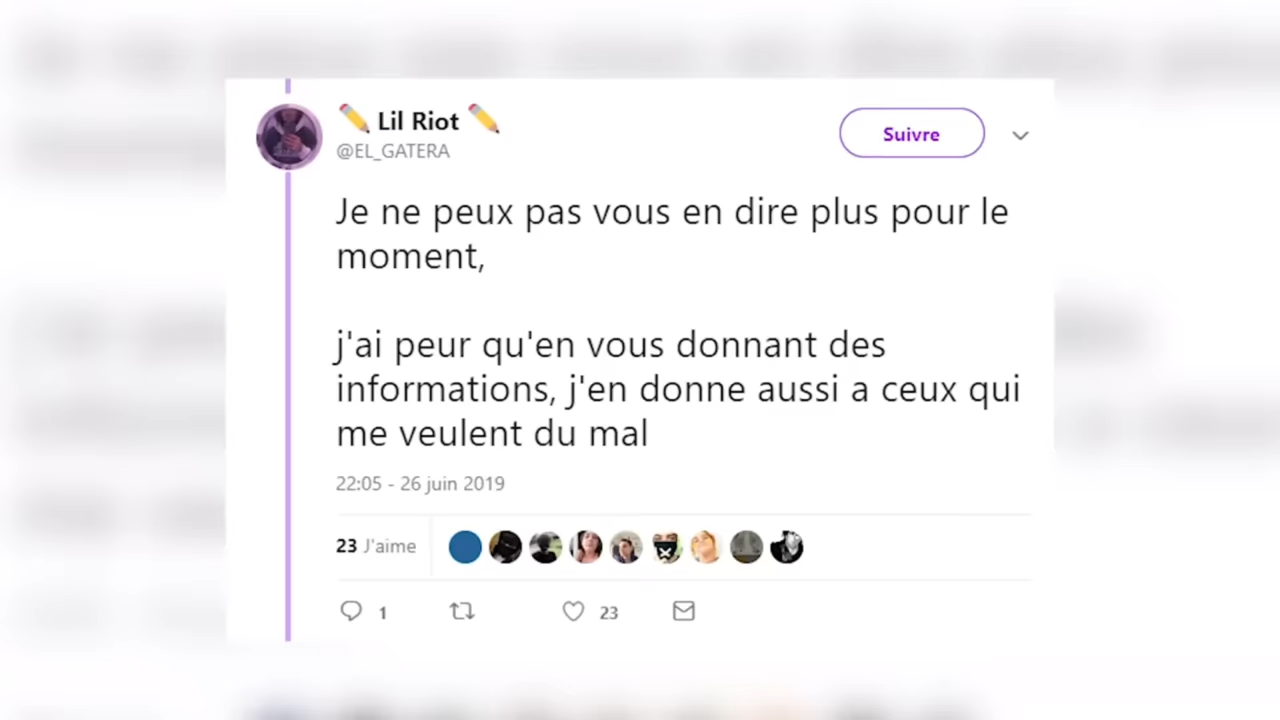 ✏️ Lil Riot ✏️
@EL_GATERA
Suivre
Je ne peux pas vous en dire plus pour le
moment,
j'ai peur qu'en vous donnant des
informations, j'en donne aussi a ceux qui
me veulent du mal
22:05 - 26 juin 2019
23 J'aime
1
23